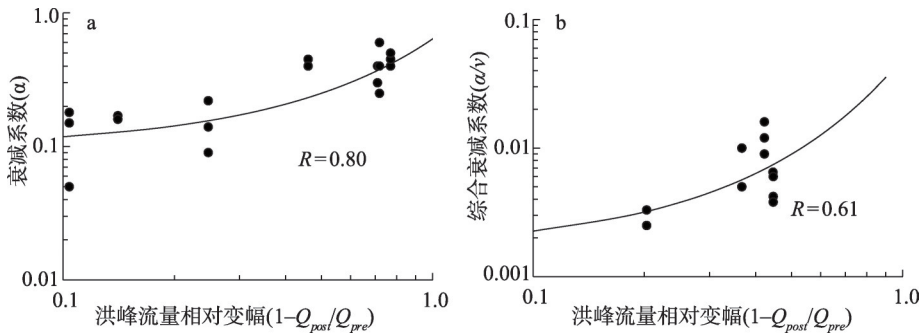 a
1.0
0.1
0.01
衰减系数(α)
R=0.80
0.1
1.0
洪峰流量相对变幅(1−Qpost/Qpre)
b
0.1
0.01
0.001
综合衰减系数(α/v)
R=0.61
0.1
1.0
洪峰流量相对变幅(1−Qpost/Qpre)